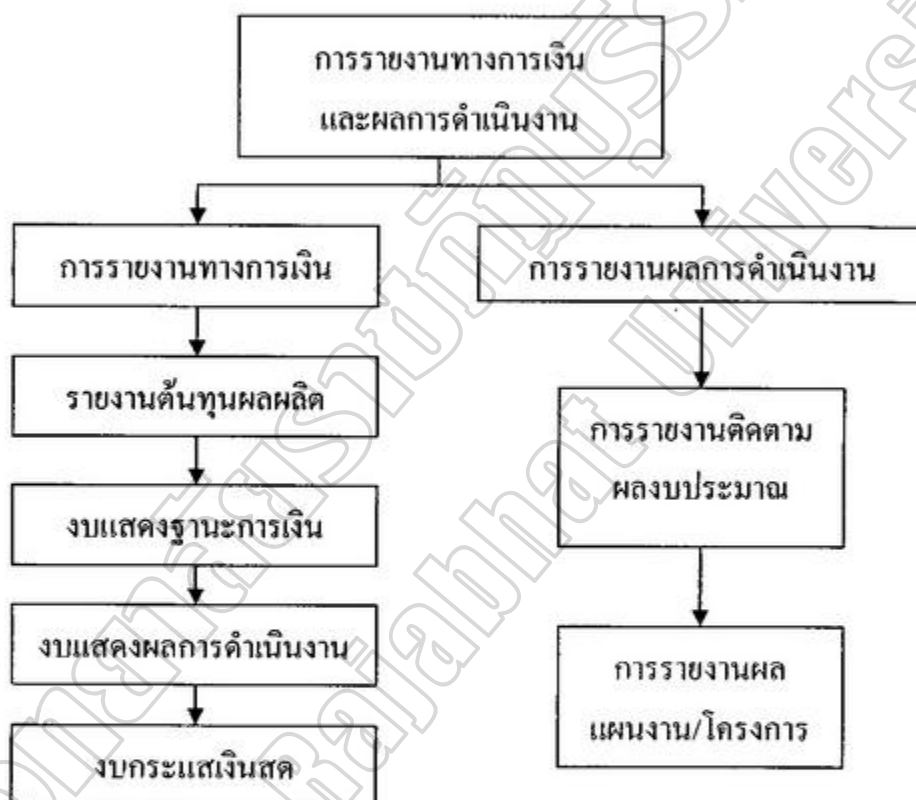 การรายงานทางการเงิน
และผลการดำเนินงาน
การรายงานทางการเงิน
การรายงานผลการดำเนินงาน
รายงานต้นทุนผลผลิต
การรายงานติดตาม
ผลงบประมาณ
งบแสดงฐานะการเงิน
งบแสดงผลการดำเนินงาน
การรายงานผล
แผนงาน/โครงการ
งบกระแสเงินสด
Rajabhat Universi